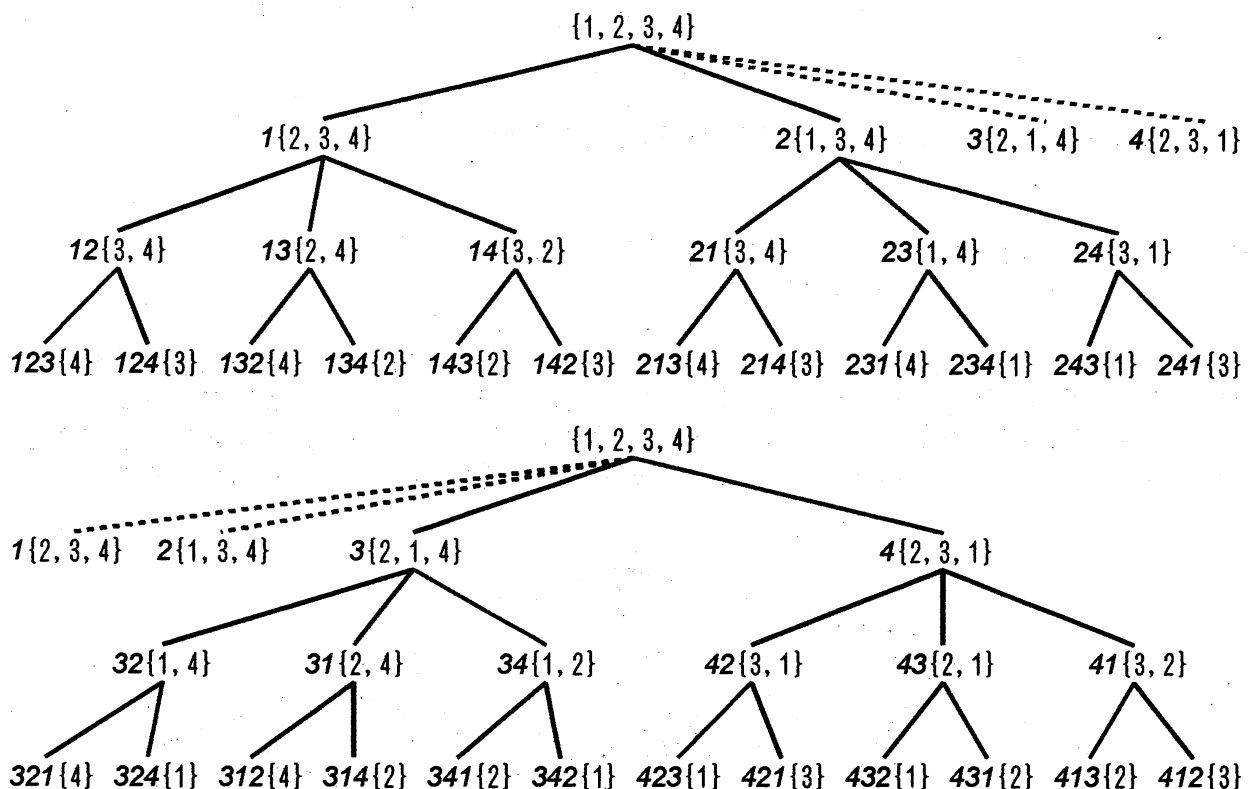 {1, 2, 3, 4}
1{2, 3, 4} 2{1, 3, 4} 3{2, 1, 4} 4{2, 3, 1}
12{3, 4} 13{2, 4} 14{3, 2} 21{3, 4} 23{1, 4} 24{3, 1}
123{4} 124{3} 132{4} 134{2} 143{2} 142{3} 213{4} 214{3} 231{4} 234{1} 243{1} 241{3}
{1, 2, 3, 4}
1{2, 3, 4} 2{1, 3, 4} 3{2, 1, 4} 4{2, 3, 1}
32{1, 4} 31{2, 4} 34{1, 2} 42{3, 1} 43{2, 1} 41{3, 2}
321{4} 324{1} 312{4} 314{2} 341{2} 342{1} 423{1} 421{3} 432{1} 431{2} 413{2} 412{3}